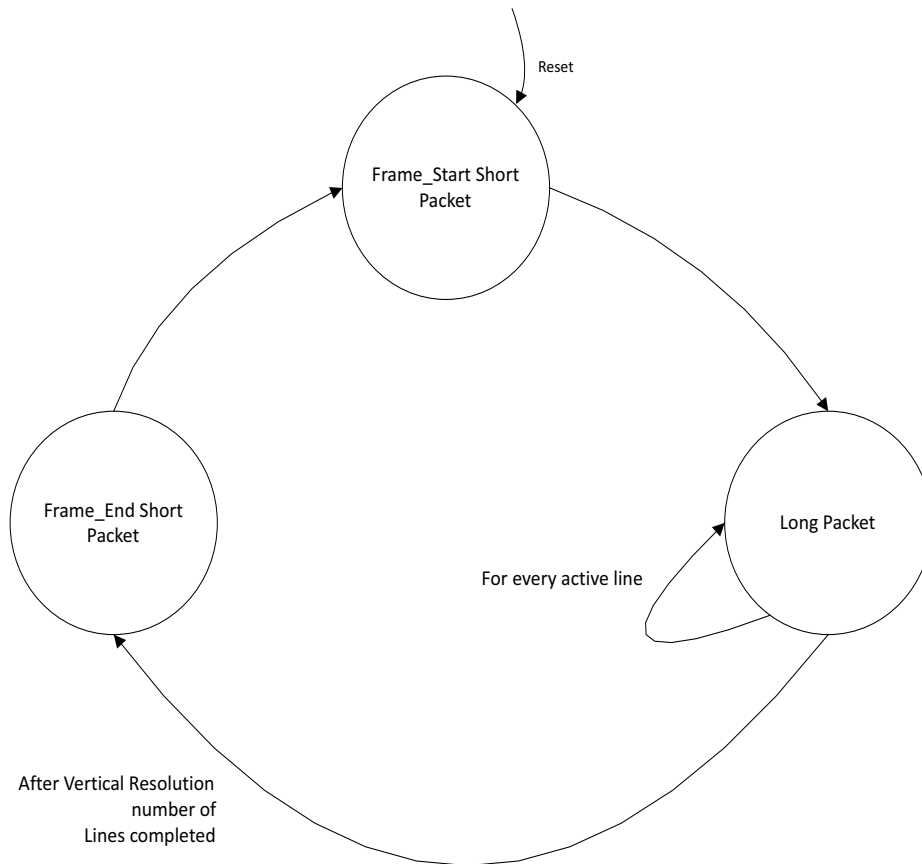 Reset
Frame_Start Short
Packet
Frame_End Short
Packet
Long Packet
For every active line
After Vertical Resolution
number of
Lines completed